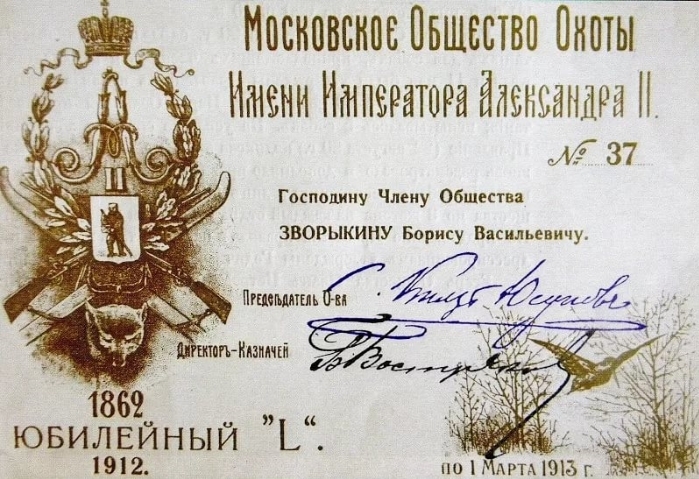 Московское Общество Охоты
Имени Императора Александра II.
№ 37
Господину Члену Общества
ЗВОРЫКИНУ Борису Васильевичу.
Председатель О-ва
Директоръ-Казначей
1862
ЮБИЛЕЙНЫЙ "L".
1912.
по 1 Марта 1913 г.